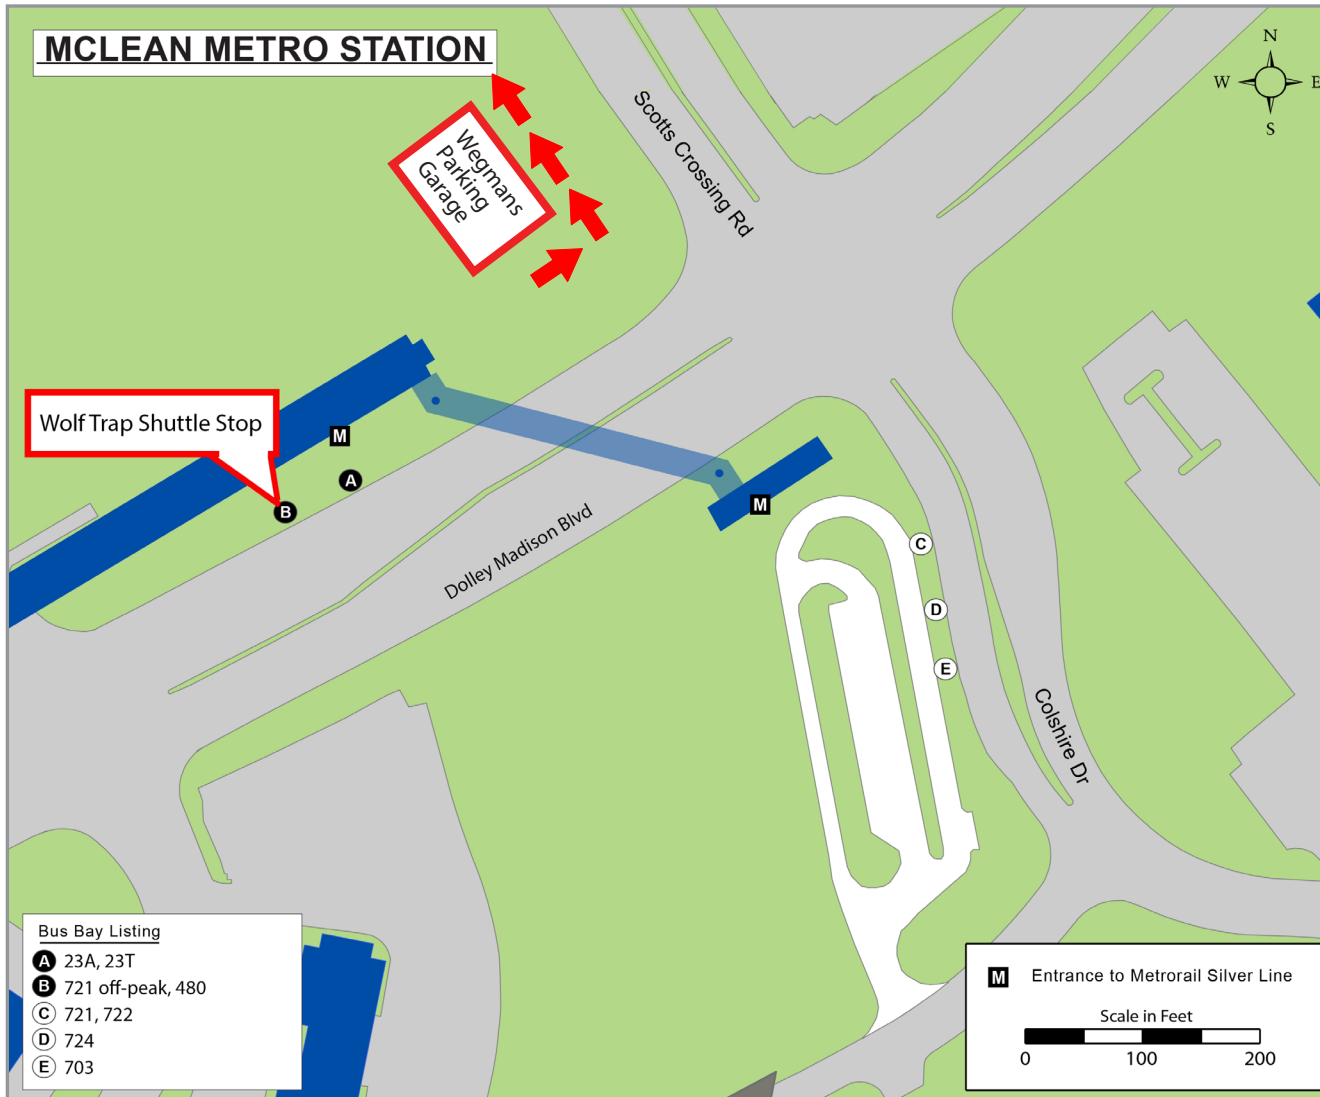 MCLEAN METRO STATION
N
W
E
S
Scotts Crossing Rd
Wegmans
Parking
Garage
Wolf Trap Shuttle Stop
M
A
B
M
Dolley Madison Blvd
C
D
E
Colshire Dr
Bus Bay Listing
A 23A, 23T
B 721 off-peak, 480
C 721, 722
D 724
E 703
M Entrance to Metrorail Silver Line
Scale in Feet
0 100 200